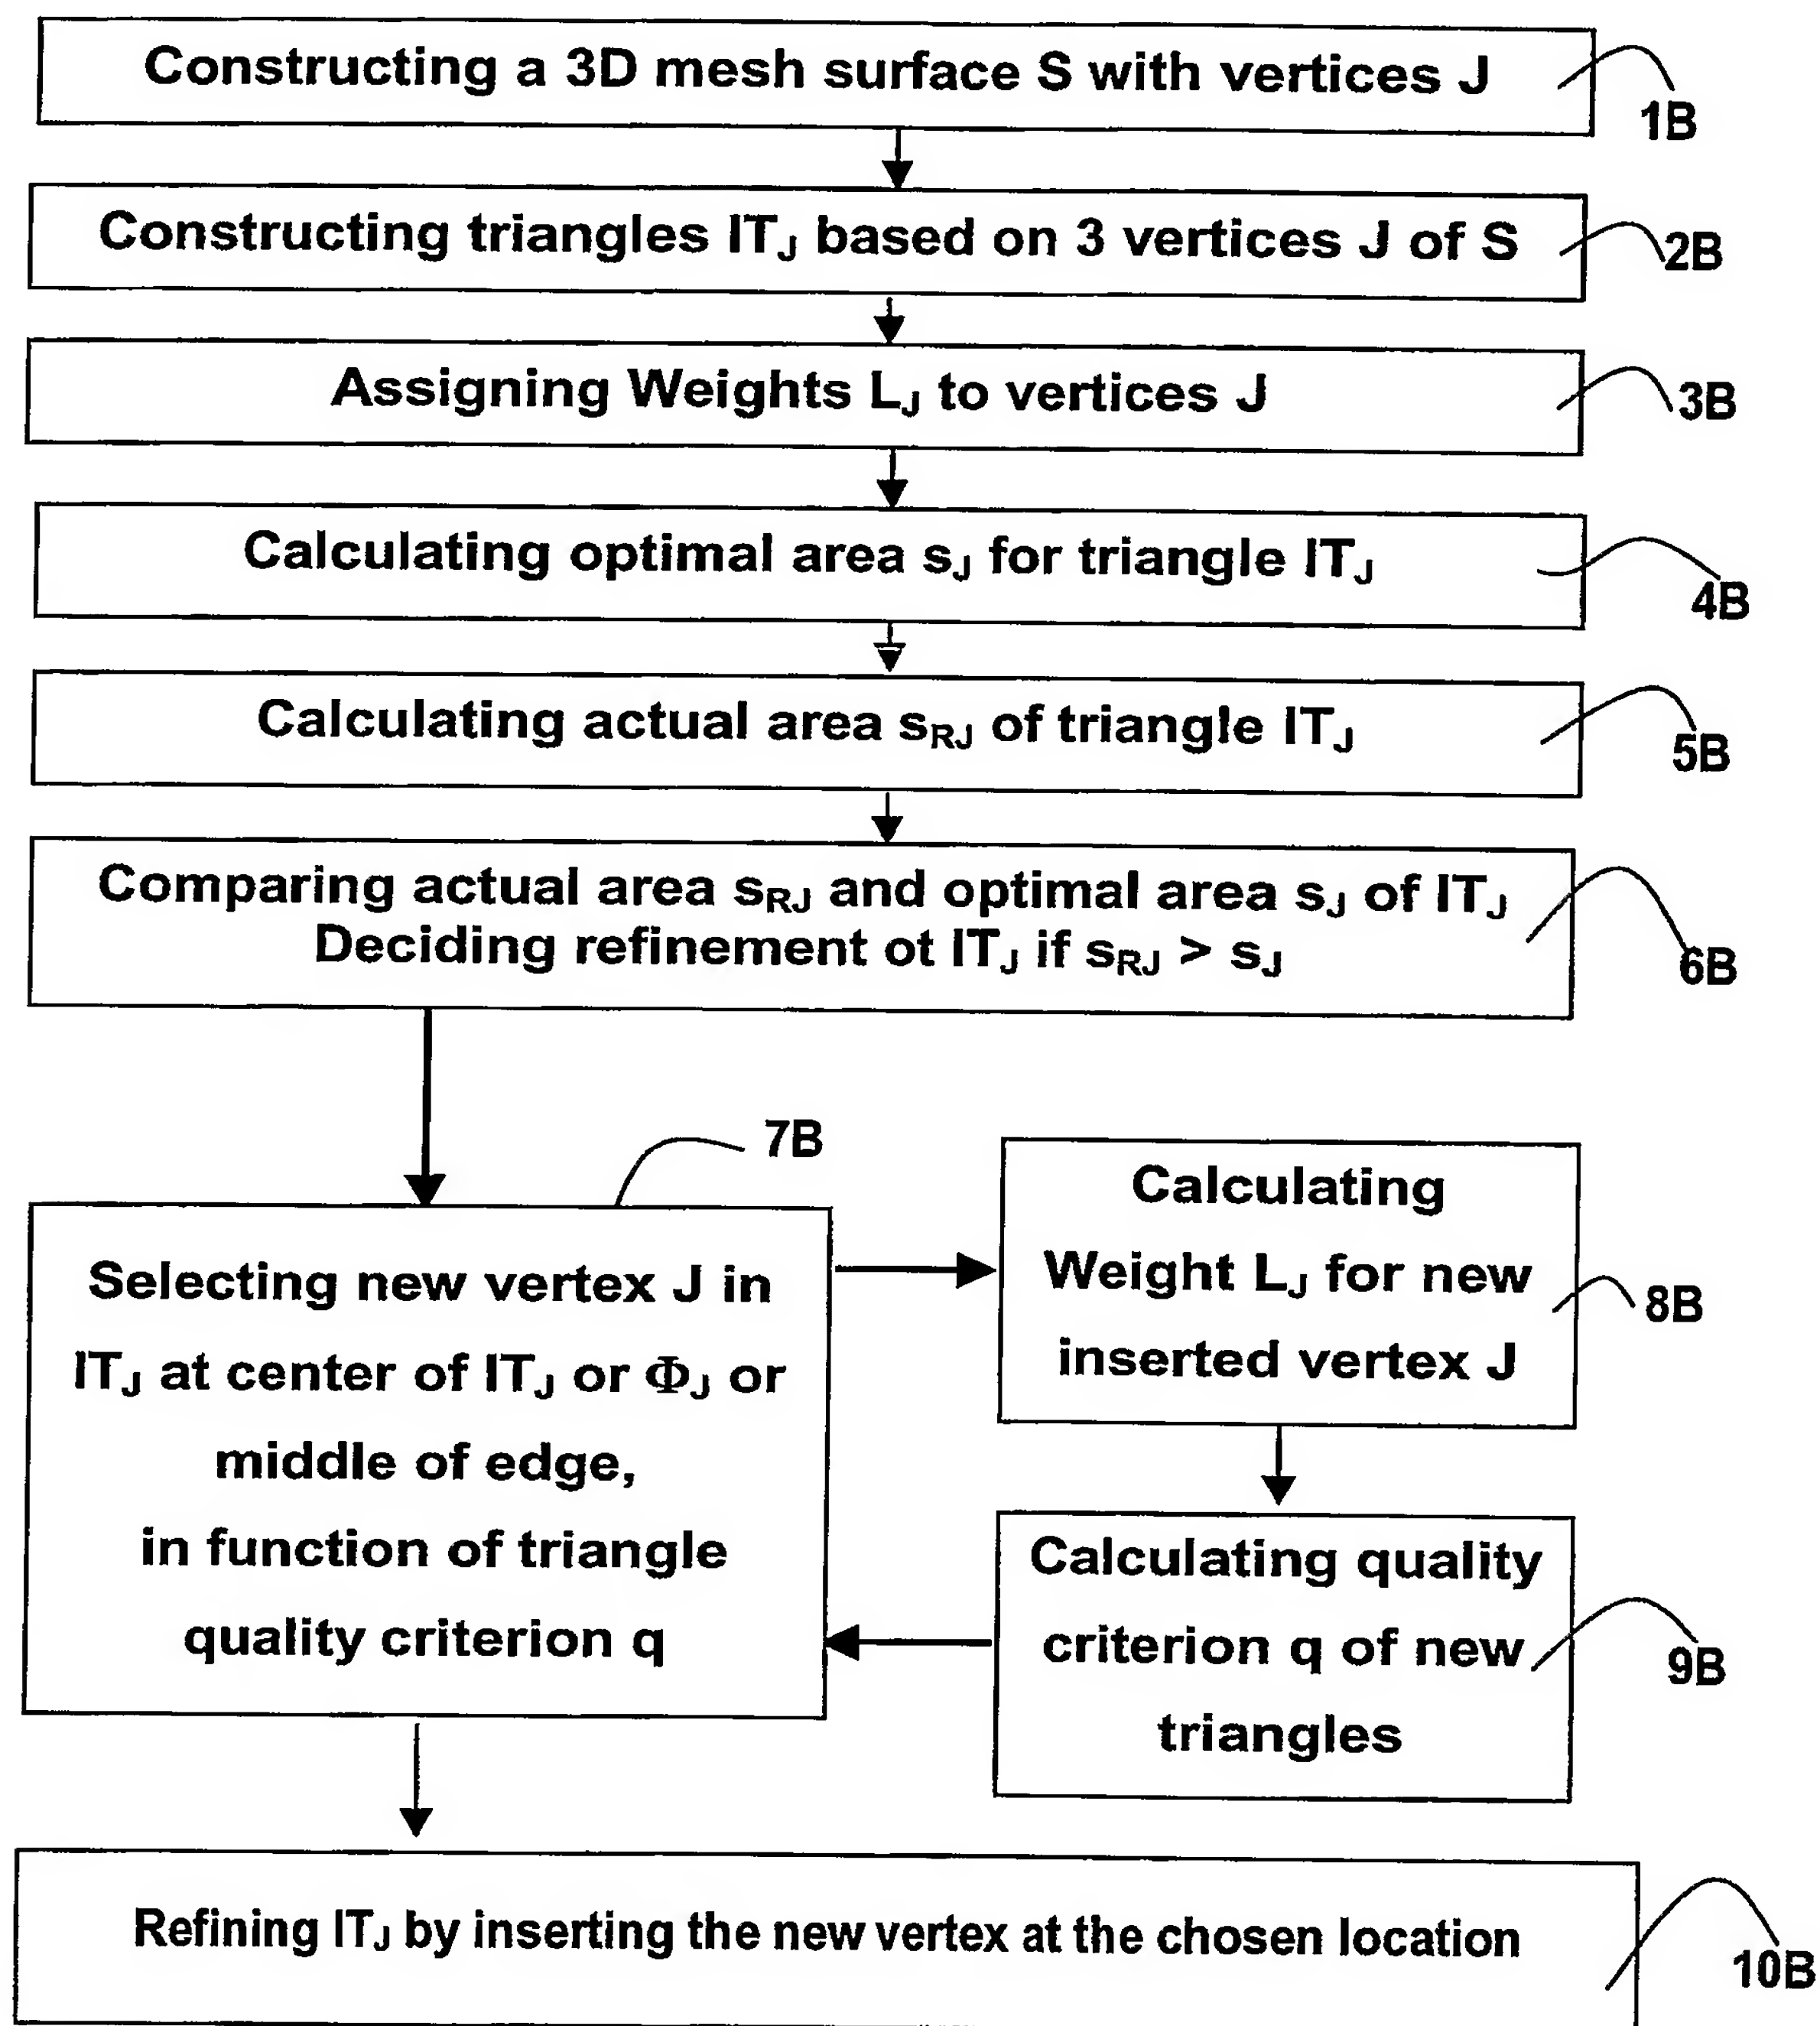 Constructing a 3D mesh surface S with vertices J
1B
Constructing triangles ITJ based on 3 vertices J of S
2B
Assigning Weights LJ to vertices J
3B
Calculating optimal area sJ for triangle ITJ
4B
Calculating actual area sRJ of triangle ITJ
5B
Comparing actual area sRJ and optimal area sJ of ITJ
Deciding refinement ot ITJ if sRJ > sJ
6B
7B
Selecting new vertex J in
ITJ at center of ITJ or ΦJ or
middle of edge,
in function of triangle
quality criterion q
Calculating
Weight LJ for new
inserted vertex J
8B
Calculating quality
criterion q of new
triangles
9B
Refining ITJ by inserting the new vertex at the chosen location
10B